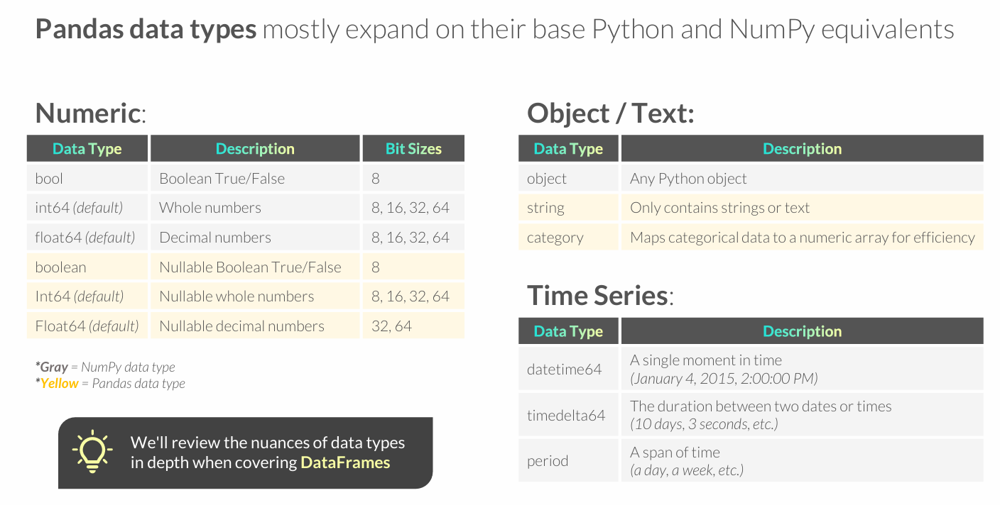 Pandas data types mostly expand on their base Python and NumPy equivalents
Numeric:
Data Type Description Bit Sizes
bool Boolean True/False 8
int64 (default) Whole numbers 8, 16, 32, 64
float64 (default) Decimal numbers 8, 16, 32, 64
boolean Nullable Boolean True/False 8
Int64 (default) Nullable whole numbers 8, 16, 32, 64
Float64 (default) Nullable decimal numbers 32, 64
*Gray = NumPy data type
*Yellow = Pandas data type
We'll review the nuances of data types
in depth when covering DataFrames
Object / Text:
Data Type Description
object Any Python object
string Only contains strings or text
category Maps categorical data to a numeric array for efficiency
Time Series:
Data Type Description
datetime64 A single moment in time
(January 4, 2015, 2:00:00 PM)
timedelta64 The duration between two dates or times
(10 days, 3 seconds, etc.)
period A span of time
(a day, a week, etc.)